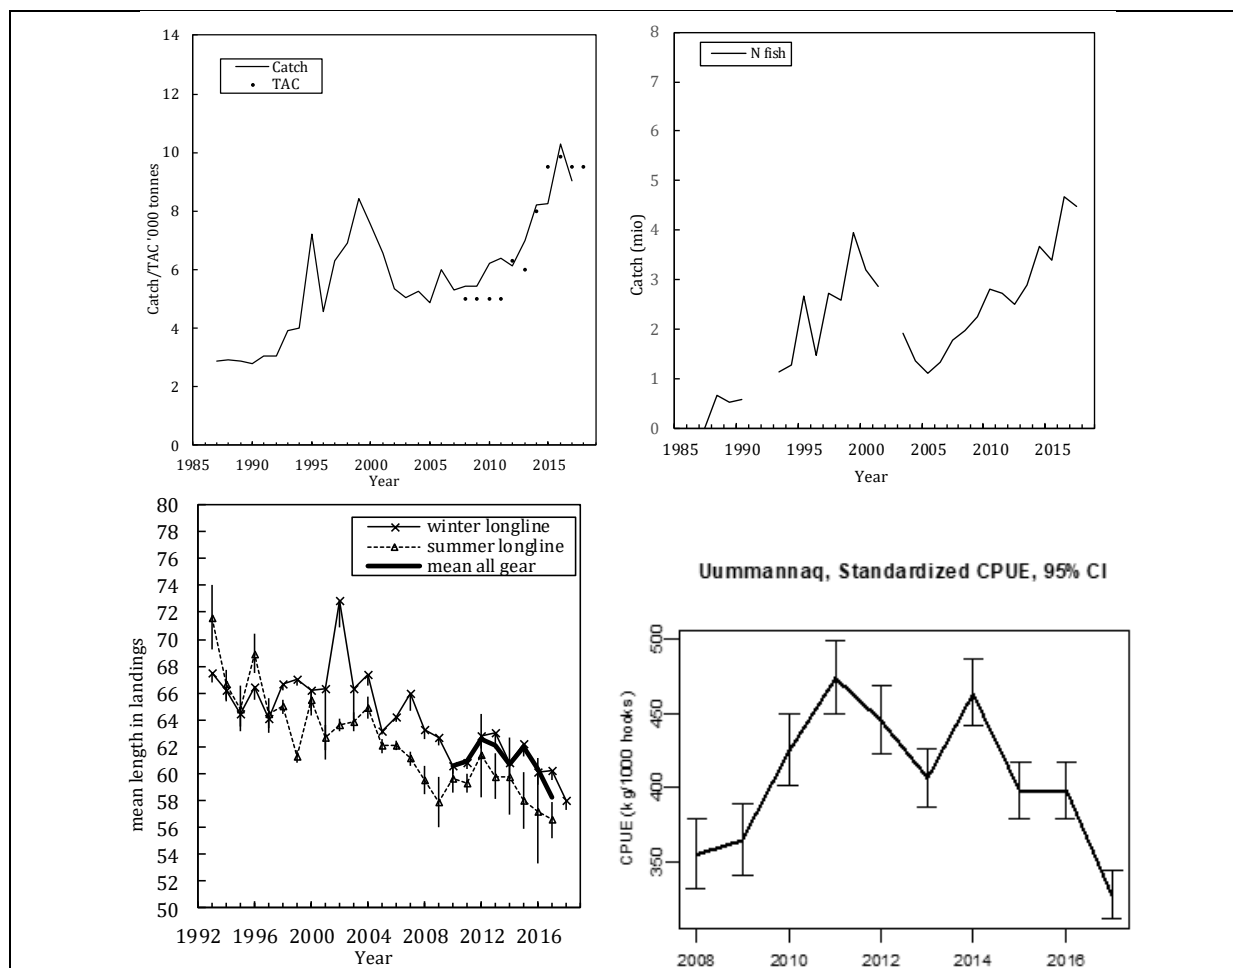 14
12
10
8
6
4
2
0
Catch/TAC '000 tonnes
Catch
TAC
1985 1990 1995 2000 2005 2010 2015
Year
8
7
6
5
4
3
2
1
0
Catch (mio)
N fish
1985 1990 1995 2000 2005 2010 2015
Year
80
78
76
74
72
70
68
66
64
62
60
58
56
54
52
50
mean length in landings
winter longline
summer longline
mean all gear
1992 1996 2000 2004 2008 2012 2016
Year
Uummannaq, Standardized CPUE, 95% CI
500
450
400
350
CPUE (kg/1000 hoks)
2008 2010 2012 2014 2016